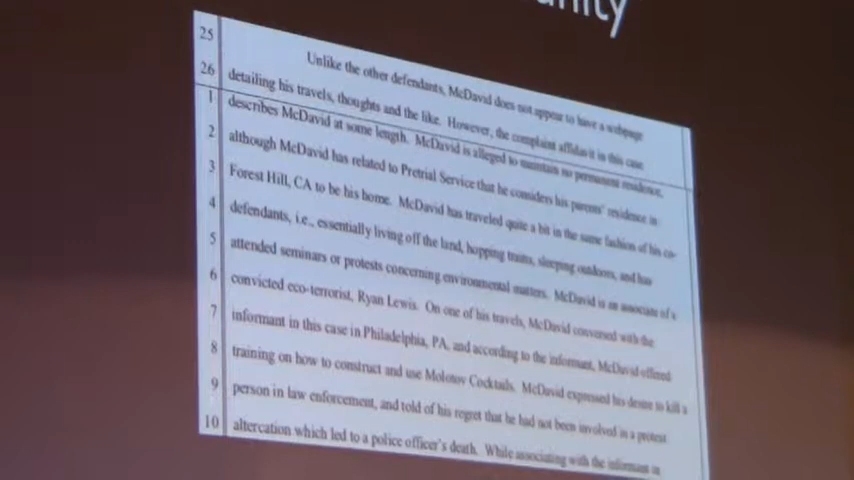 unity
25 Unlike the other defendants, McDavid does not appear to have a webpage
26 detailing his travels, thoughts and the like. However, the complaint affidavit in this case
1 describes McDavid at some length. McDavid is alleged to maintain no permanent residence,
2 although McDavid has related to Pretrial Service that he considers his parents' residence in
3 Forest Hill, CA to be his home. McDavid has traveled quite a bit in the same fashion of his co-
4 defendants, i.e., essentially living off the land, hopping trains, sleeping outdoors, and has
5 attended seminars or protests concerning environmental matters. McDavid is an associate of a
6 convicted eco-terrorist, Ryan Lewis. On one of his travels, McDavid conversed with the
7 informant in this case in Philadelphia, PA, and according to the informant, McDavid offered
8 training on how to construct and use Molotov Cocktails. McDavid expressed his desire to kill a
9 person in law enforcement, and told of his regret that he had not been involved in a protest
10 altercation which led to a police officer's death. While associating with the informant in